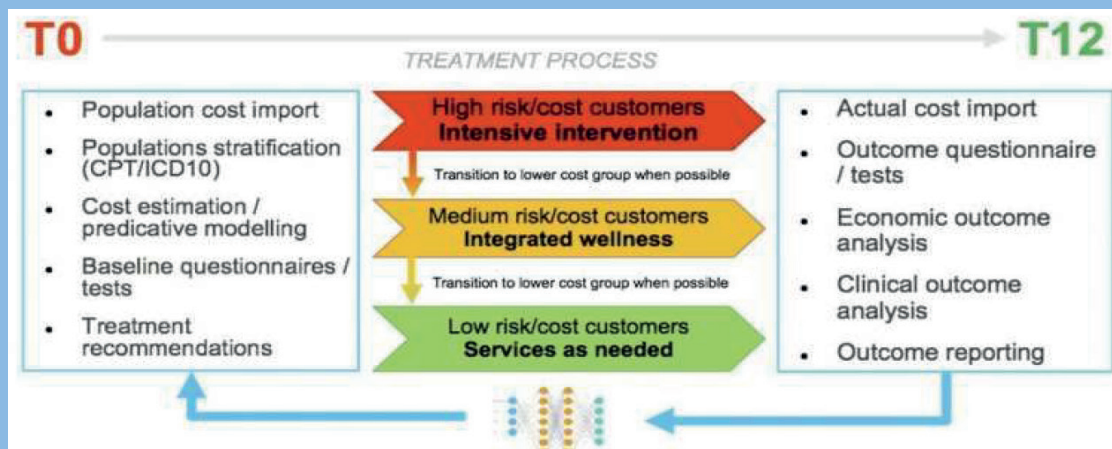 T0
T12
TREATMENT PROCESS
• Population cost import
• Populations stratification
(CPT/ICD10)
• Cost estimation /
predicative modelling
• Baseline questionnaires /
tests
• Treatment
recommendations
High risk/cost customers
Intensive intervention
Transition to lower cost group when possible
Medium risk/cost customers
Integrated wellness
Transition to lower cost group when possible
Low risk/cost customers
Services as needed
• Actual cost import
• Outcome questionnaire
/ tests
• Economic outcome
analysis
• Clinical outcome
analysis
• Outcome reporting